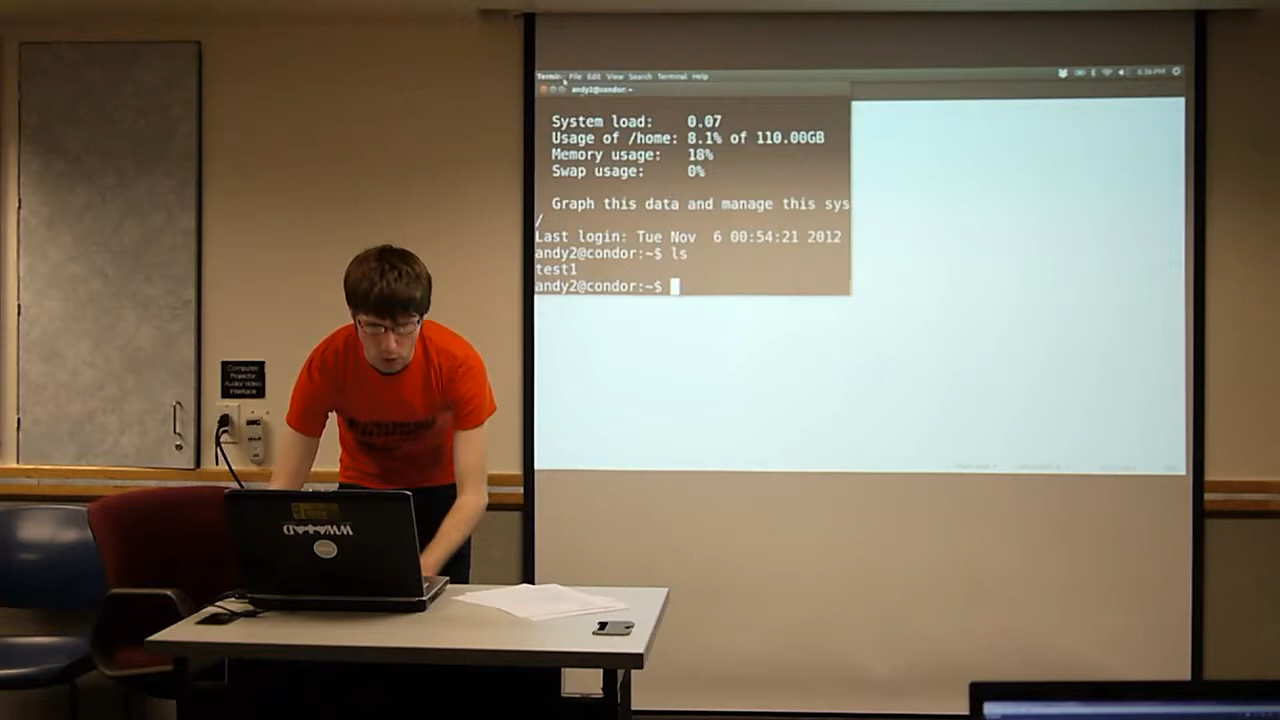 Terminal File Edit View Search Terminal Help
andy2@condor: ~
System load: 0.07
Usage of /home: 8.1% of 110.00GB
Memory usage: 18%
Swap usage: 0%
Graph this data and manage this sys
/
Last login: Tue Nov 6 00:54:21 2012
andy2@condor:~$ ls
test1
andy2@condor:~$
Computer
Projector
Audio/Video
Interface